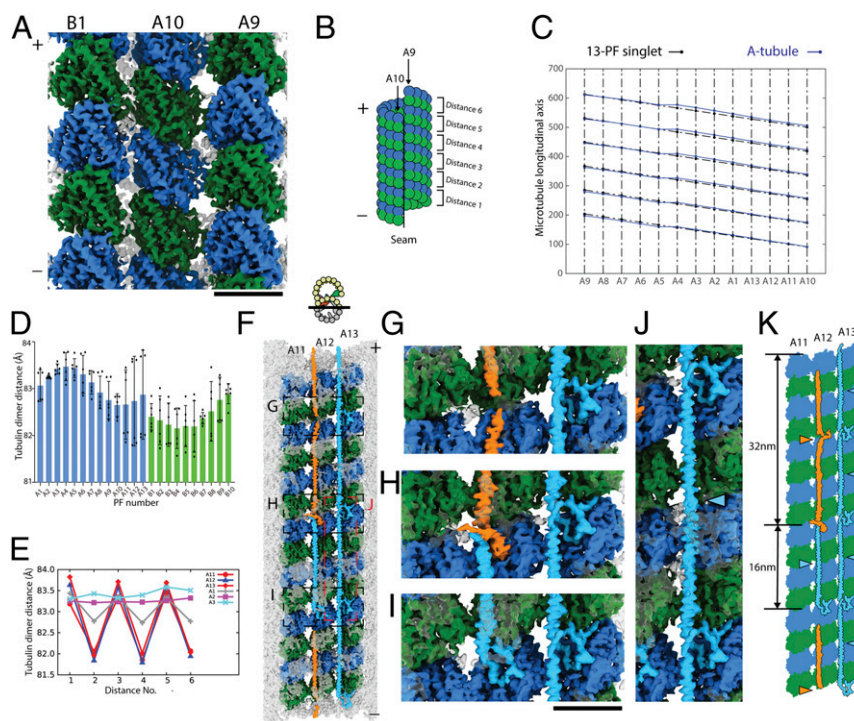 A
B1 A10 A9
+
−
B
A9
A10
+
−
Distance 6
Distance 5
Distance 4
Distance 3
Distance 2
Distance 1
Seam
C
13-PF singlet A-tubule
Microtubule longitudinal axis
700
600
500
400
300
200
100
0
A9 A8 A7 A6 A5 A4 A3 A2 A1 A13 A12 A11 A10
D
Tubulin dimer distance (Å)
84
83
82
81
A1 A2 A3 A4 A5 A6 A7 A8 A9 A10 A11 A12 A13 B1 B2 B3 B4 B5 B6 B7 B8 B9 B10
PF number
E
Tubulin dimer distance (Å)
84.0
83.5
83.0
82.5
82.0
81.5
A11
A12
A13
A1
A2
A3
1 2 3 4 5 6
Distance No.
F
A11 A12 A13
+
G
H
J
I
−
G
H
I
J
K
A11 A12 A13
32nm
16nm